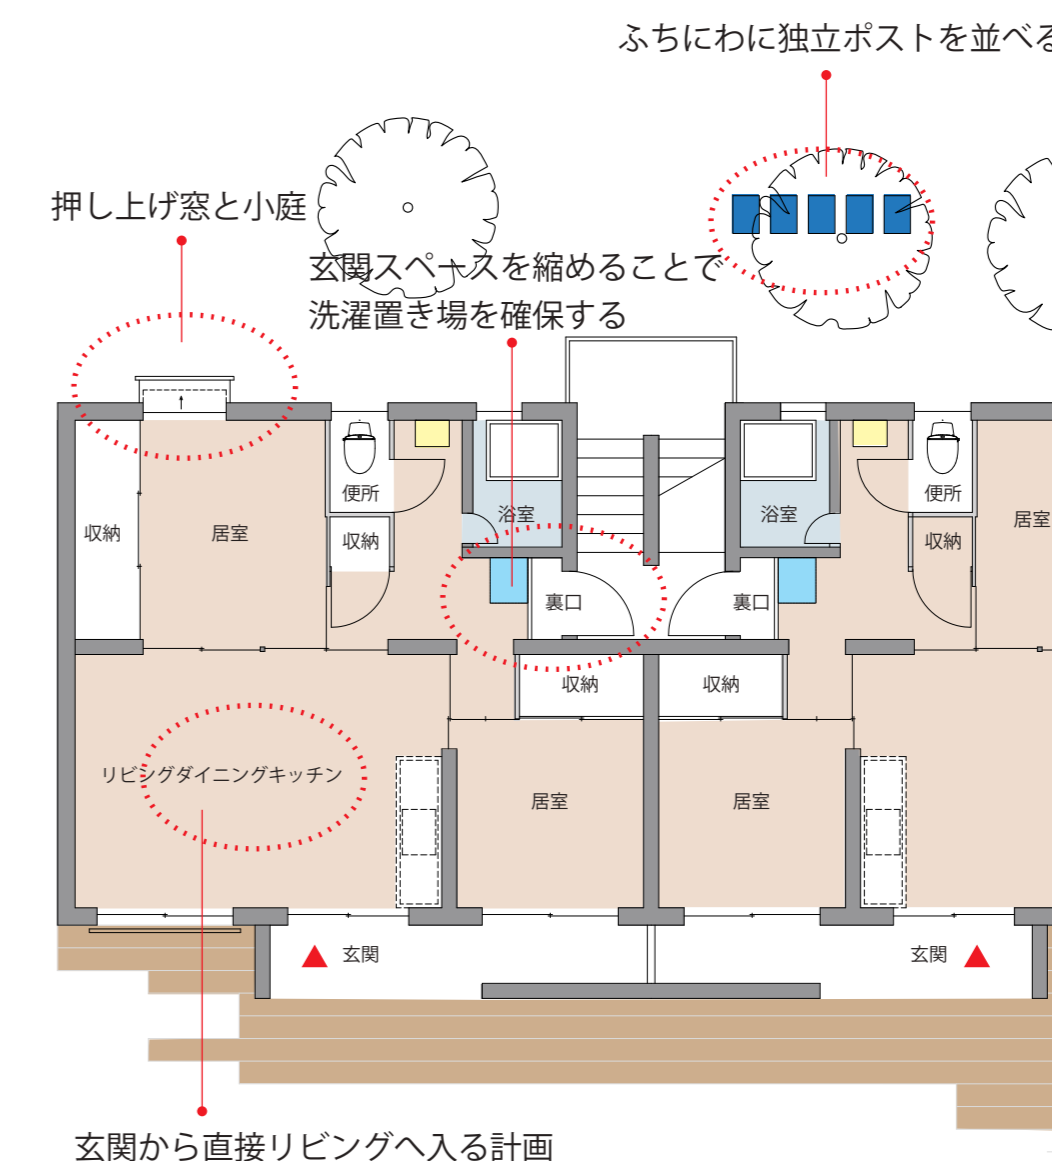 ふちにわに独立ポストを並べる
押し上げ窓と小庭
玄関スペースを縮めることで
洗濯置き場を確保する
便所
便所
収納
居室
収納
浴室
浴室
収納
居室
裏口
裏口
収納
収納
リビングダイニングキッチン
居室
居室
玄関
玄関
玄関から直接リビングへ入る計画